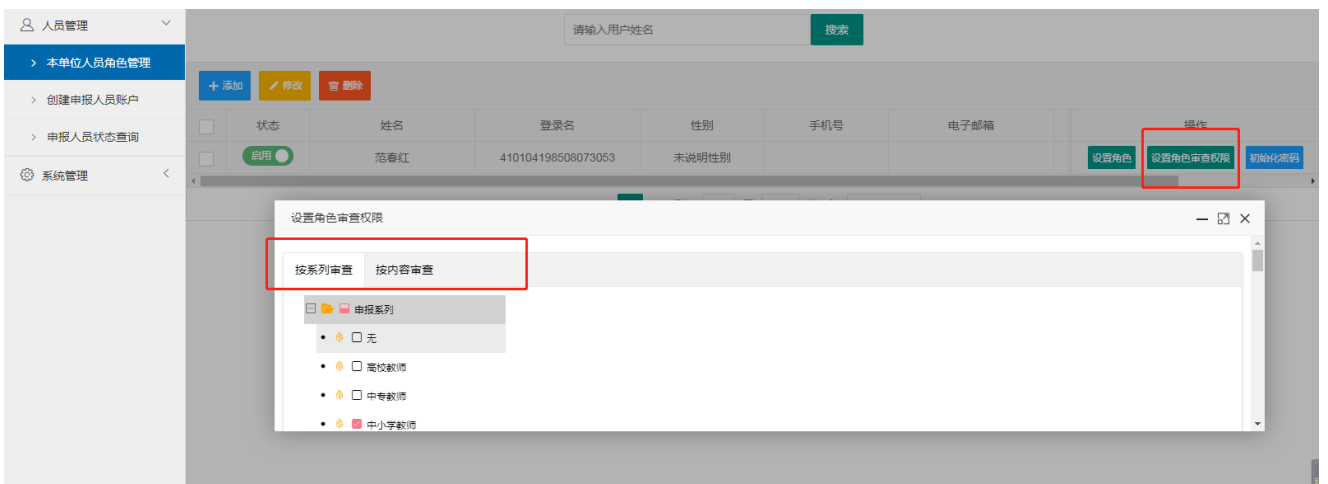 人员管理
请输入用户姓名 搜索
本单位人员角色管理
添加 修改 删除
创建申报人员账户
状态 姓名 登录名 性别 手机号 电子邮箱 操作
申报人员状态查询
启用 范春红 410104198508073053 未说明性别 设置角色 设置角色审查权限 初始化密码
系统管理
设置角色审查权限
按系列审查 按内容审查
申报系列
无
高校教师
中专教师
中小学教师